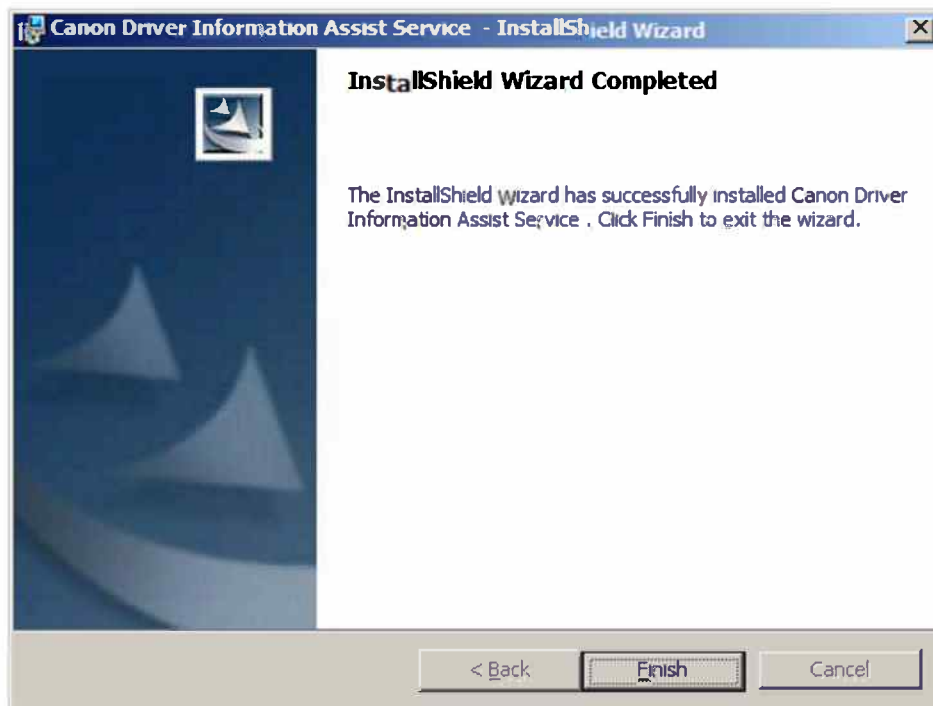 Canon Driver Information Assist Service - InstallShield Wizard
InstallShield Wizard Completed
The InstallShield Wizard has successfully installed Canon Driver
Information Assist Service . Click Finish to exit the wizard.
< Back
Finish
Cancel